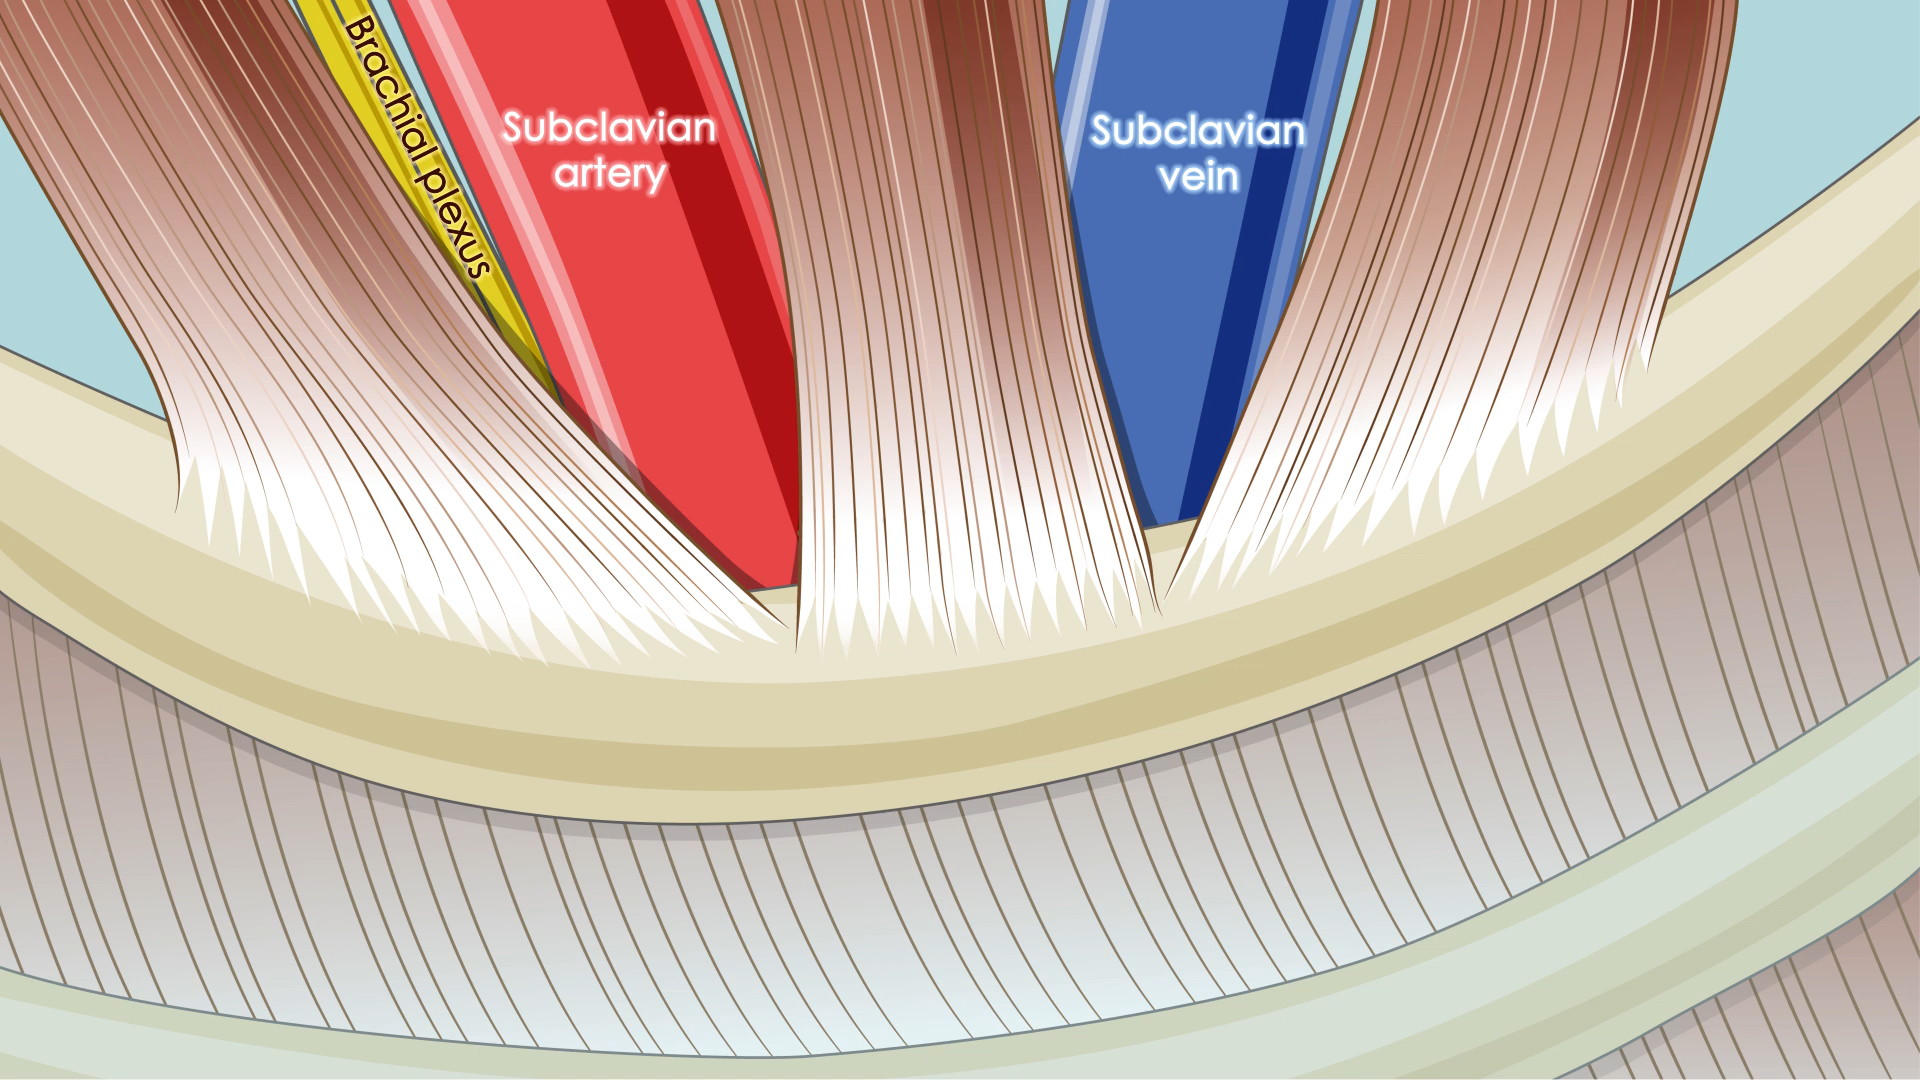 Brachial plexus
Subclavian
artery
Subclavian
vein